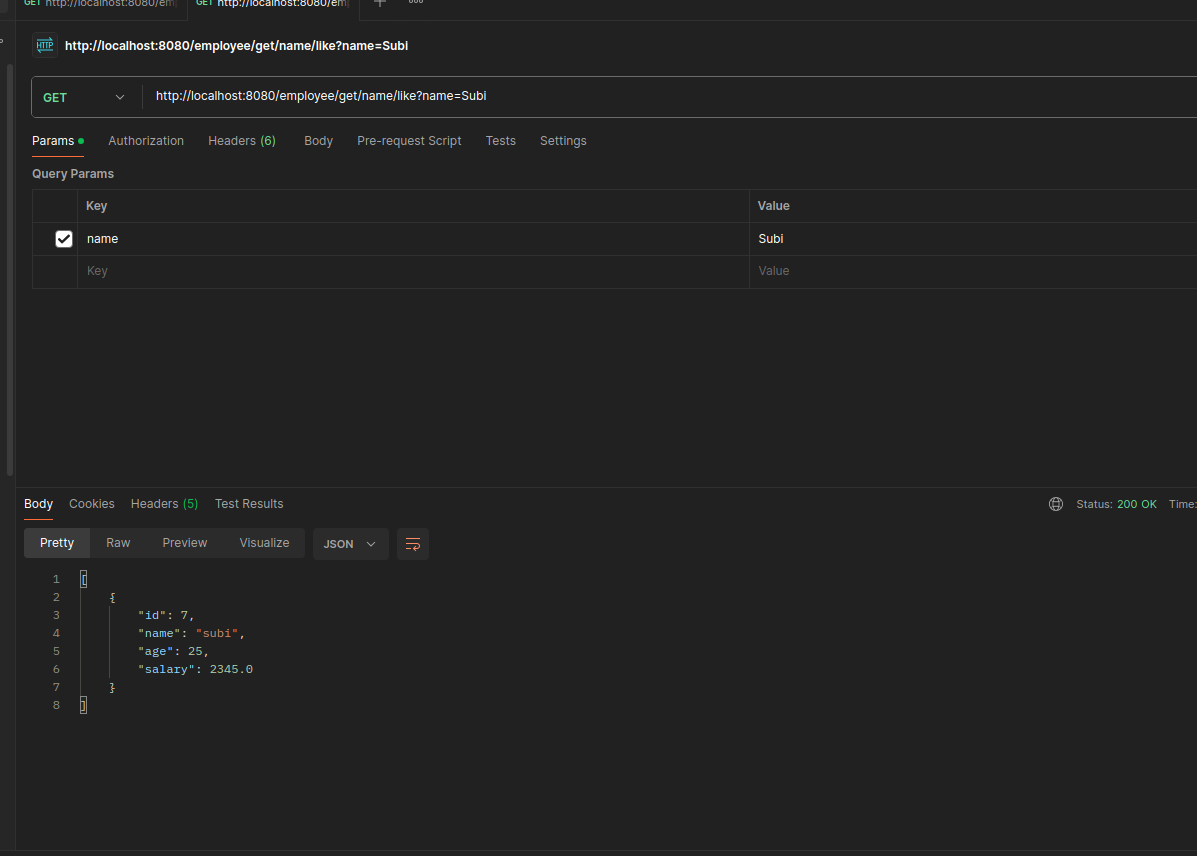 GET http://localhost:8080/em GET http://localhost:8080/em
HTTP http://localhost:8080/employee/get/name/like?name=Subi
GET http://localhost:8080/employee/get/name/like?name=Subi
Params Authorization Headers (6) Body Pre-request Script Tests Settings
Query Params
Key Value
name Subi
Key Value
Body Cookies Headers (5) Test Results Status: 200 OK Time:
Pretty Raw Preview Visualize JSON
1 [
2 {
3 "id": 7,
4 "name": "subi",
5 "age": 25,
6 "salary": 2345.0
7 }
8 ]